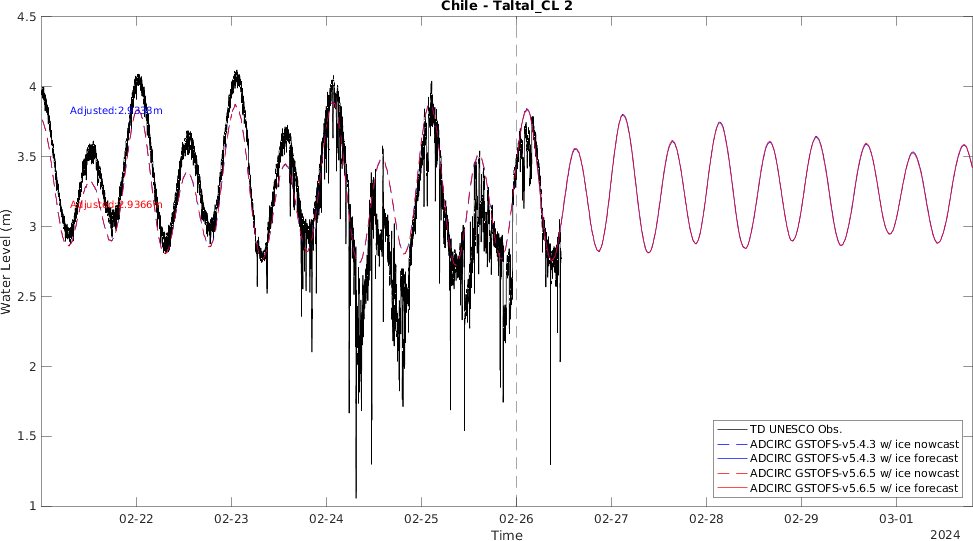 Chile - Taltal_CL 2
4.5
4
3.5
3
2.5
2
1.5
1
Water Level (m)
Adjusted:2.9366m
02-22
02-23
02-24
02-25
02-26
02-27
02-28
02-29
03-01
Time
2024
TD UNESCO Obs.
ADCIRC GSTOFS-v5.4.3 w/ ice nowcast
ADCIRC GSTOFS-v5.4.3 w/ ice forecast
ADCIRC GSTOFS-v5.6.5 w/ ice nowcast
ADCIRC GSTOFS-v5.6.5 w/ ice forecast